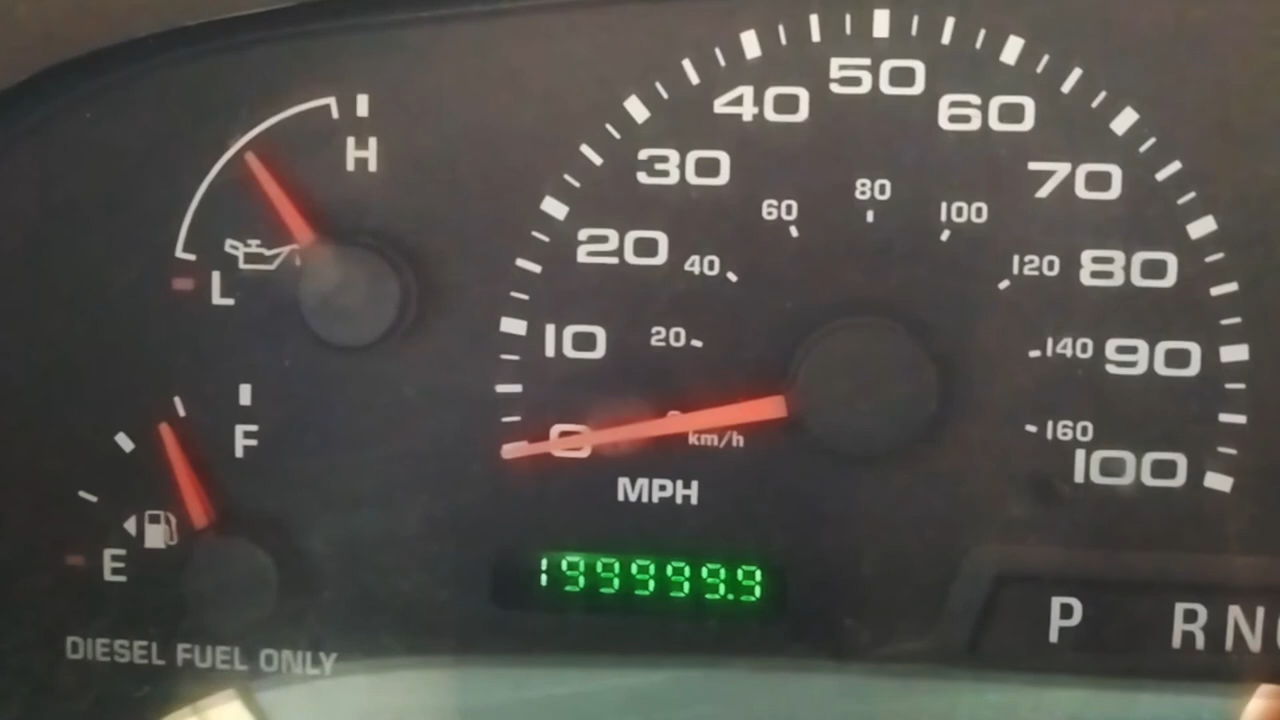 50
40 60
H
30 70
80
60 100
20 40 120 80
L
10 20 140 90
F 0 km/h 160
100
MPH
E
199999.9
P R N
DIESEL FUEL ONLY